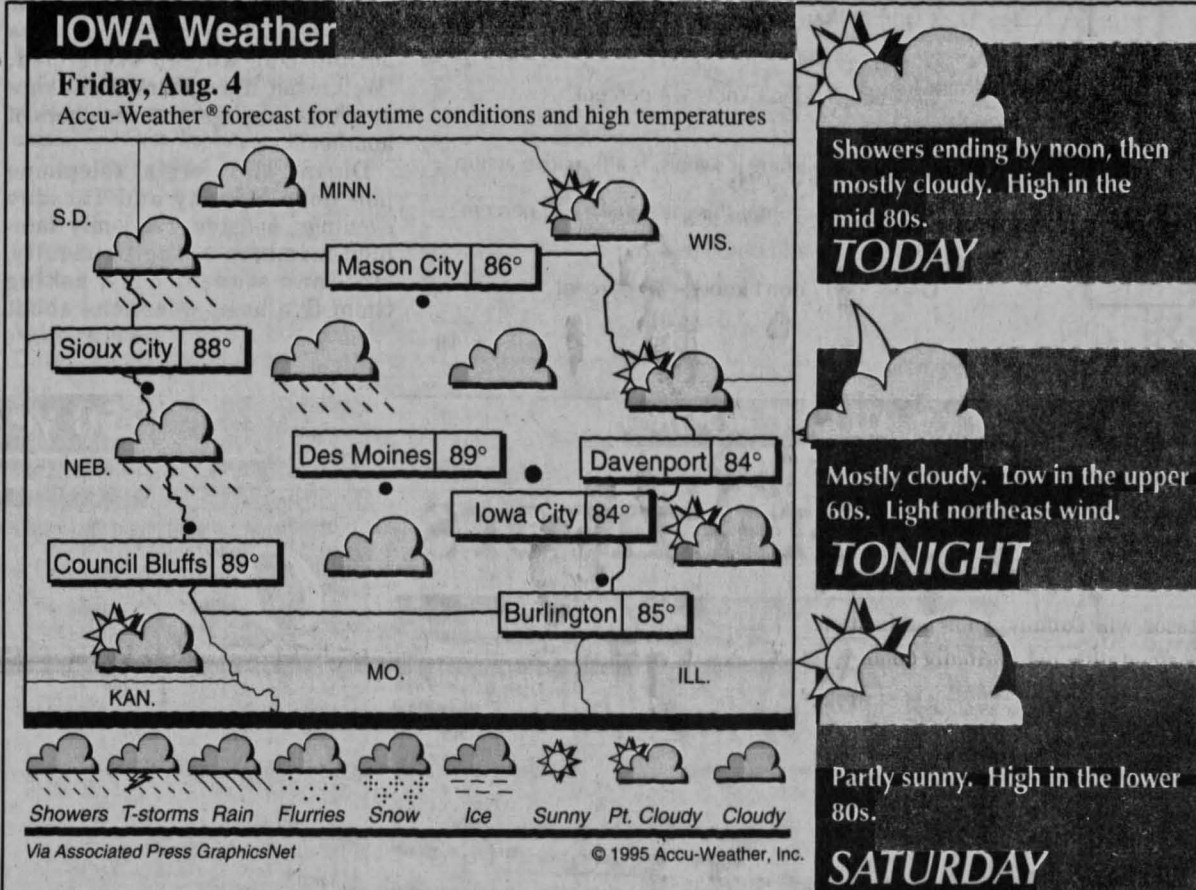 IOWA Weather
Friday, Aug. 4
Accu-Weather® forecast for daytime conditions and high temperatures
MINN.
S.D.
WIS.
Mason City 86°
Sioux City 88°
Des Moines 89°
Davenport 84°
NEB.
Iowa City 84°
Council Bluffs 89°
Burlington 85°
MO.
ILL.
KAN.
Showers T-storms Rain Flurries Snow Ice Sunny Pt. Cloudy Cloudy
Via Associated Press GraphicsNet
© 1995 Accu-Weather, Inc.
Showers ending by noon, then
mostly cloudy. High in the
mid 80s.
TODAY
Mostly cloudy. Low in the upper
60s. Light northeast wind.
TONIGHT
Partly sunny. High in the lower
80s.
SATURDAY